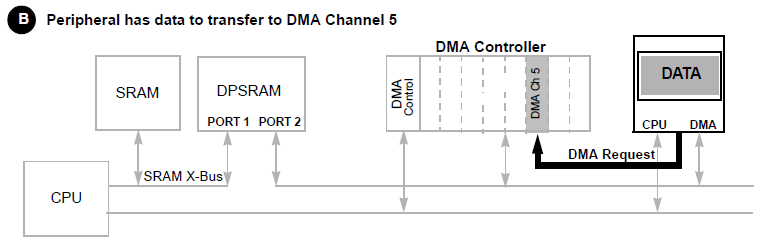 B Peripheral has data to transfer to DMA Channel 5
DMA Controller
SRAM
DPSRAM
PORT 1 PORT 2
DMA
Control
DMA Ch 5
DATA
CPU DMA
DMA Request
SRAM X-Bus
CPU